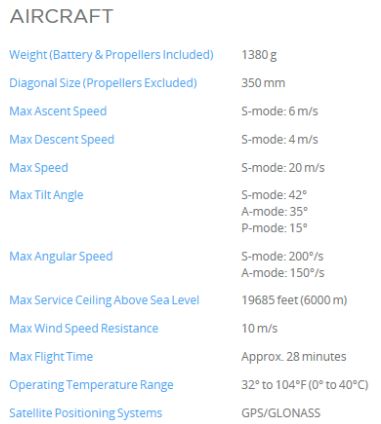 AIRCRAFT
Weight (Battery & Propellers Included) 1380 g
Diagonal Size (Propellers Excluded) 350 mm
Max Ascent Speed S-mode: 6 m/s
Max Descent Speed S-mode: 4 m/s
Max Speed S-mode: 20 m/s
Max Tilt Angle S-mode: 42°
A-mode: 35°
P-mode: 15°
Max Angular Speed S-mode: 200°/s
A-mode: 150°/s
Max Service Ceiling Above Sea Level 19685 feet (6000 m)
Max Wind Speed Resistance 10 m/s
Max Flight Time Approx. 28 minutes
Operating Temperature Range 32° to 104°F (0° to 40°C)
Satellite Positioning Systems GPS/GLONASS